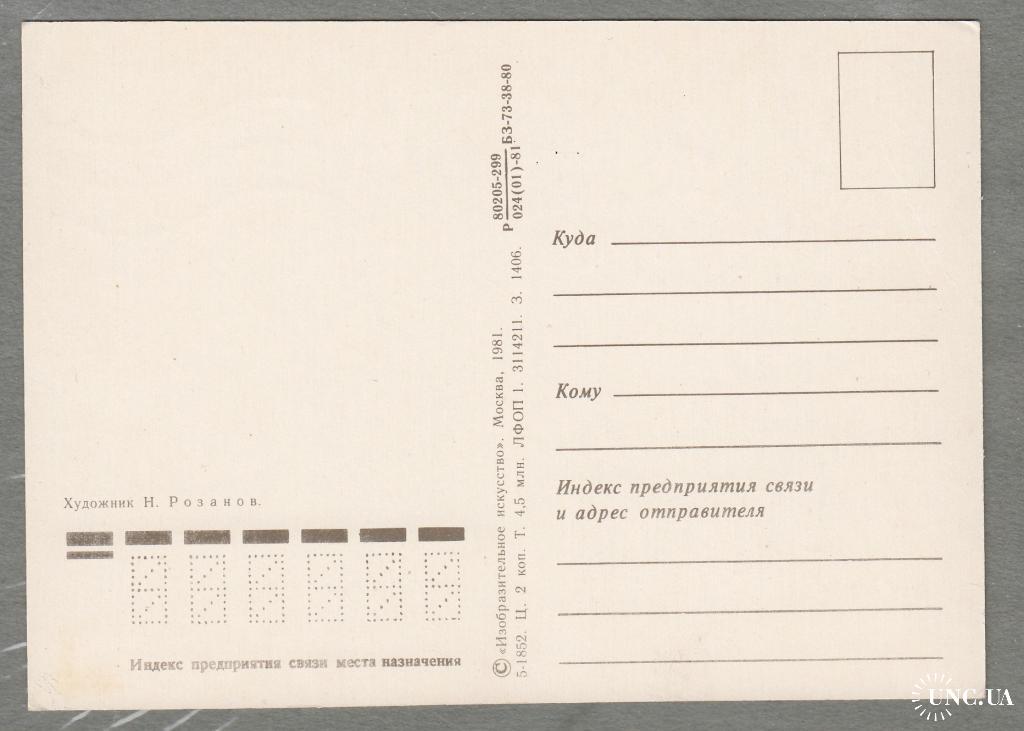 Художник Н. Розанов.
Индекс предприятия связи места назначения
© «Изобразительное искусство». Москва, 1981.
5-1852. Ц. 2 коп. Т. 4,5 млн. ЛФОП 1. 3114211. З. 1406.
Р 80205-299 БЗ-73-38-80
024(01)-81
Куда
Кому
Индекс предприятия связи
и адрес отправителя
UNC.UA